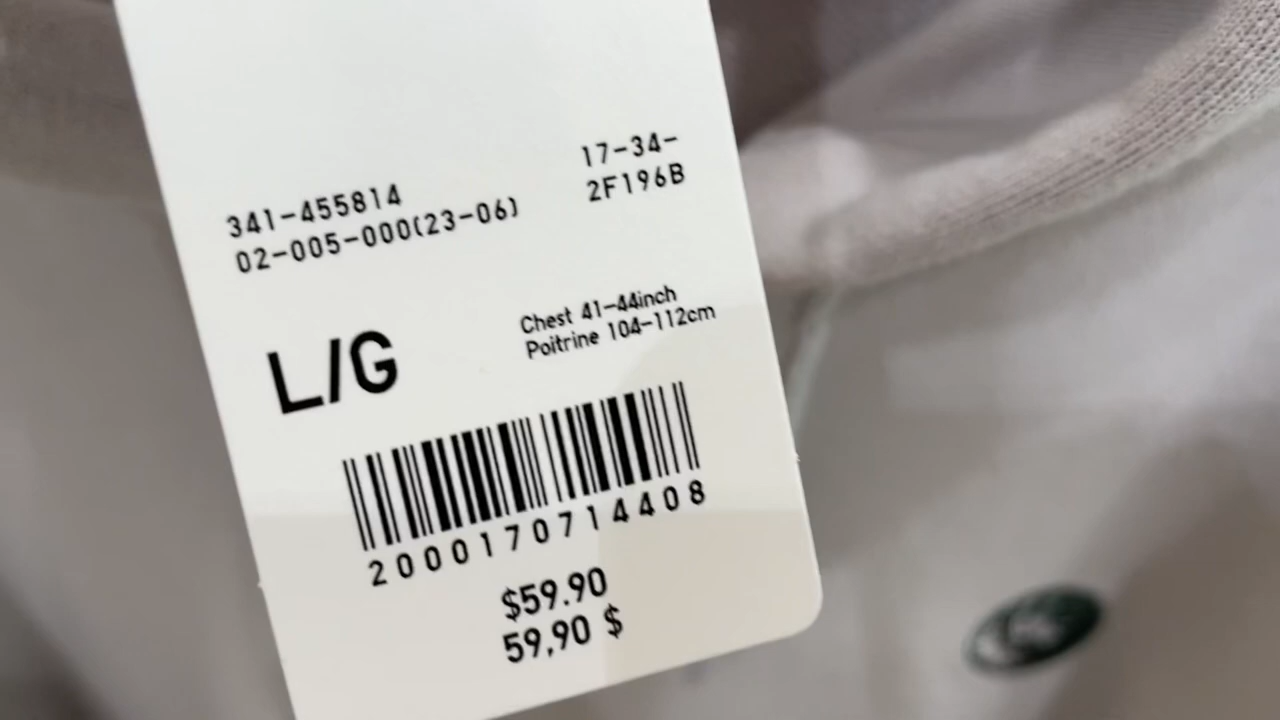 341-455814
02-005-000(23-06)
17-34-
2F196B
L/G
Chest 41-44inch
Poitrine 104-112cm
2000170714408
$59.90
59,90 $